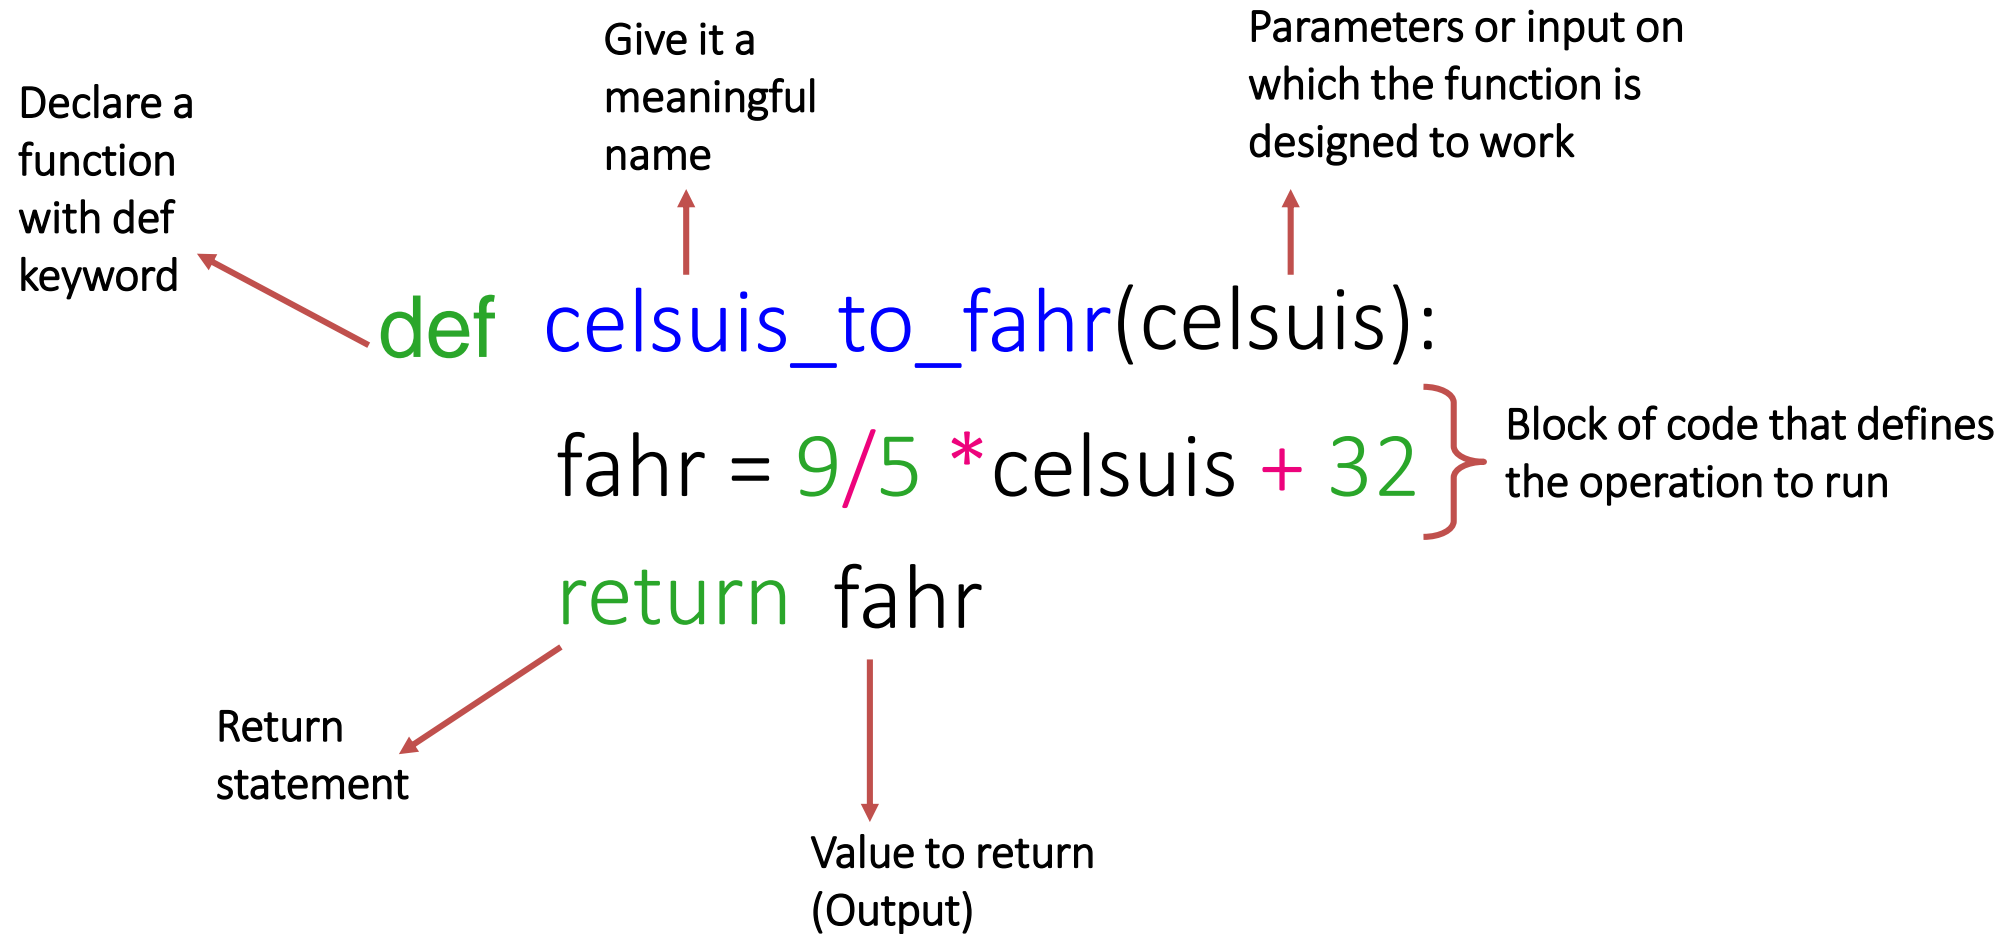 Give it a
meaningful
name
Parameters or input on
which the function is
designed to work
Declare a
function
with def
keyword
def celsuis_to_fahr(celsuis):
fahr = 9/5 *celsuis + 32
Block of code that defines
the operation to run
return fahr
Return
statement
Value to return
(Output)